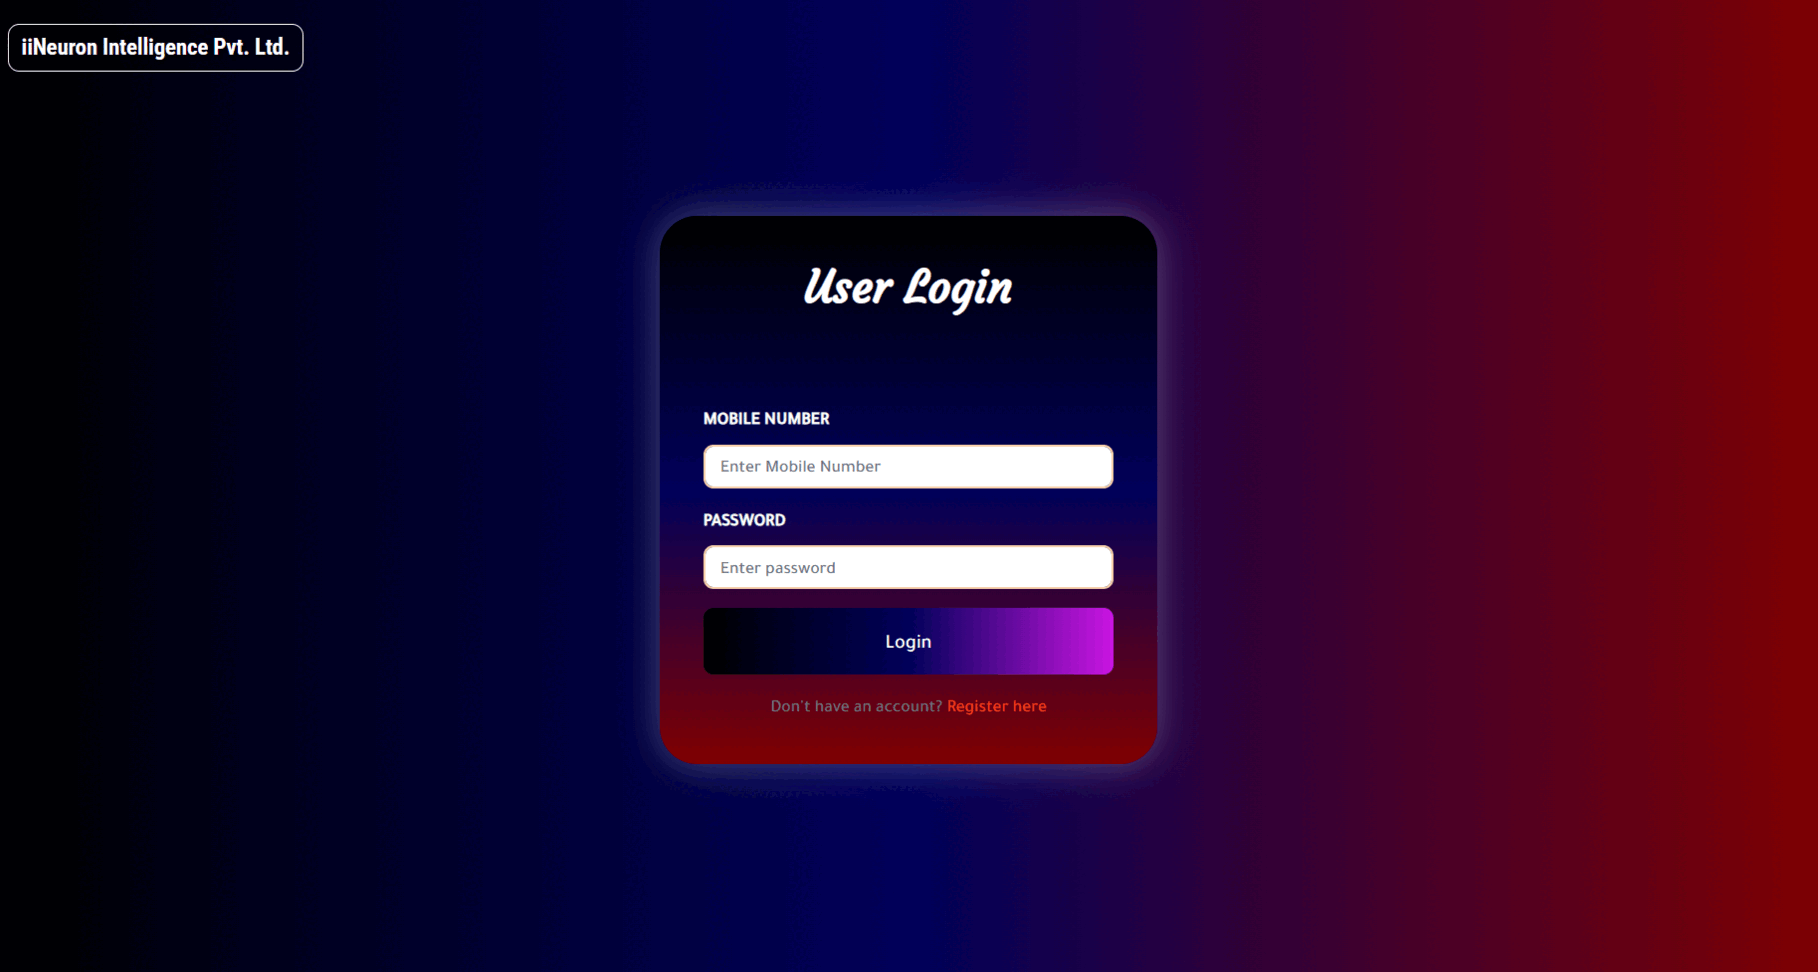 iiNeuron Intelligence Pvt. Ltd.
User Login
MOBILE NUMBER
Enter Mobile Number
PASSWORD
Enter password
Login
Don't have an account? Register here